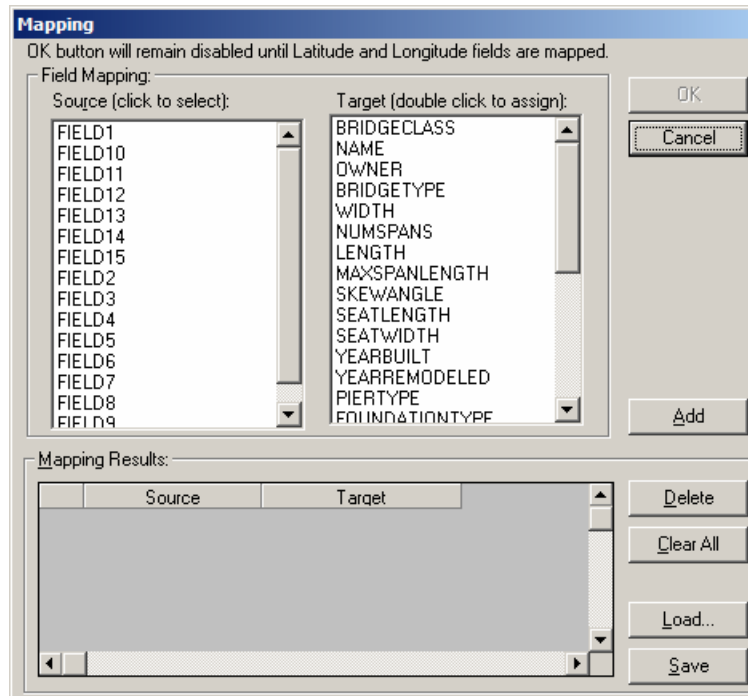 Mapping
OK button will remain disabled until Latitude and Longitude fields are mapped.
Field Mapping:
Source (click to select):
FIELD1
FIELD10
FIELD11
FIELD12
FIELD13
FIELD14
FIELD15
FIELD2
FIELD3
FIELD4
FIELD5
FIELD6
FIELD7
FIELD8
FIELD9
Target (double click to assign):
BRIDGECLASS
NAME
OWNER
BRIDGETYPE
WIDTH
NUMSPANS
LENGTH
MAXSPANLENGTH
SKEWANGLE
SEATLENGTH
SEATWIDTH
YEARBUILT
YEARREMODELED
PIERTYPE
FOUNDATIONTYPE
OK
Cancel
Add
Mapping Results:
Source Target
Delete
Clear All
Load...
Save